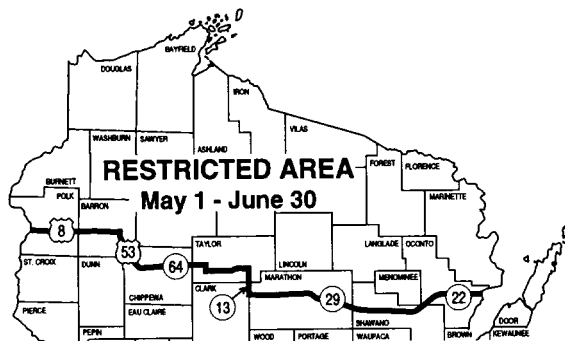 BAYFIELD
DOUGLAS
IRON
VILAS
WASHBURN
SAWYER
ASHLAND
RESTRICTED AREA
May 1 - June 30
FOREST
FLORENCE
BURNETT
POLK
BARRON
MARINETTE
8
53
64
TAYLOR
LINCOLN
LANGLADE
OCONTO
ST. CROIX
DUNN
CHIPPEWA
CLARK
MARATHON
MENOMINEE
13
29
22
PIERCE
EAU CLAIRE
PEPIN
WOOD
PORTAGE
SHAWANO
WAUPACA
BROWN
DOOR
KEWAUNEE